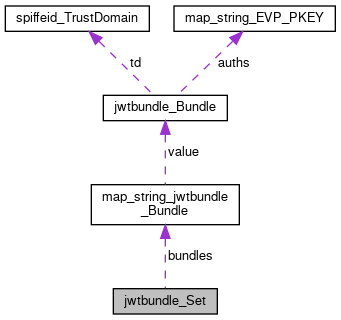 spiffeid_TrustDomain
map_string_EVP_PKEY
td
auths
jwtbundle_Bundle
value
map_string_jwtbundle
_Bundle
bundles
jwtbundle_Set